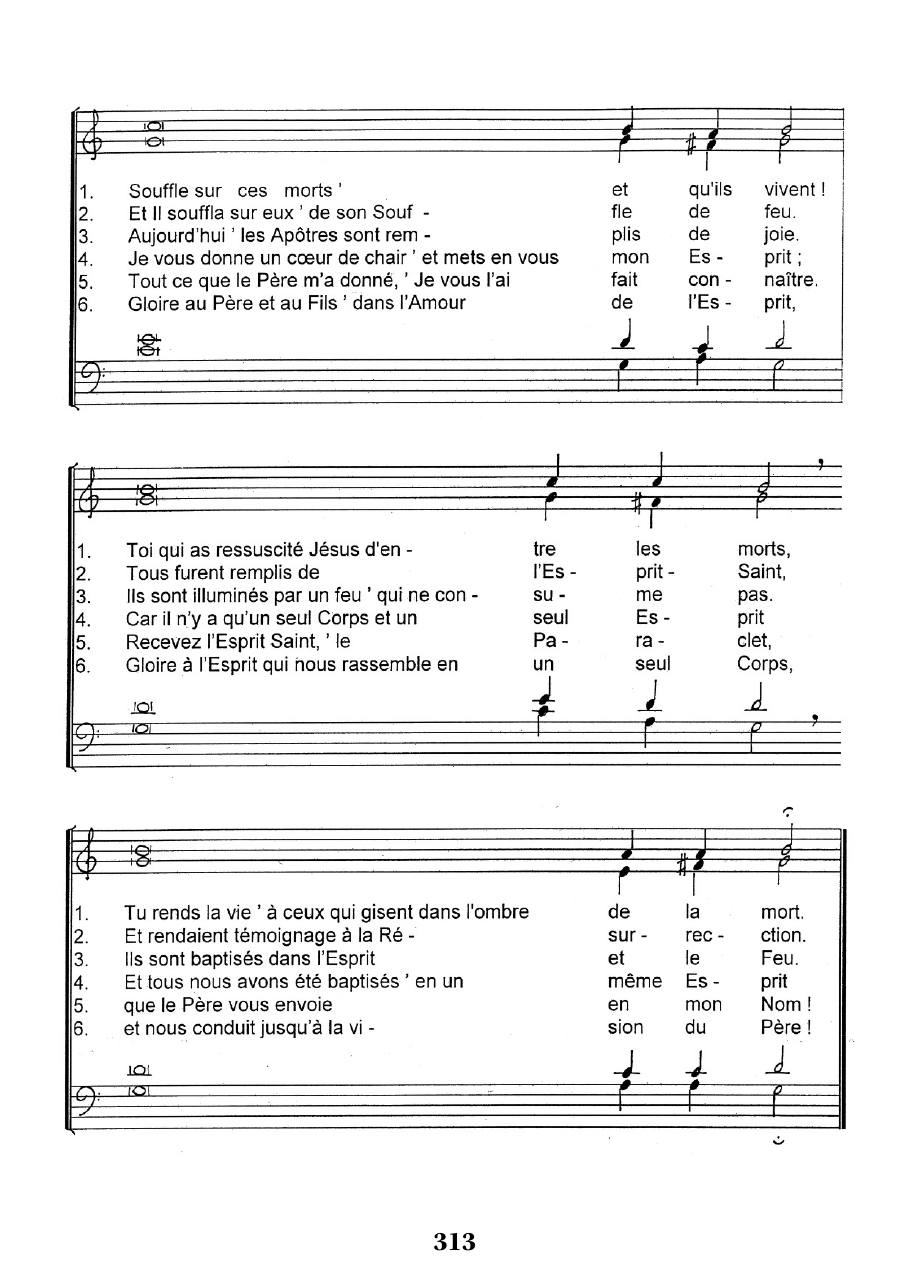 1. Souffle sur ces morts ' et qu'ils vivent !
2. Et Il souffla sur eux ' de son Souf - fle de feu.
3. Aujourd'hui ' les Apôtres sont rem - plis de joie.
4. Je vous donne un cœur de chair ' et mets en vous mon Es - prit ;
5. Tout ce que le Père m'a donné, ' Je vous l'ai fait con - naître.
6. Gloire au Père et au Fils ' dans l'Amour de l'Es - prit,
1. Toi qui as ressuscité Jésus d'en - tre les morts,
2. Tous furent remplis de l'Es - prit - Saint,
3. Ils sont illuminés par un feu ' qui ne con - su - me pas.
4. Car il n'y a qu'un seul Corps et un seul Es - prit
5. Recevez l'Esprit Saint, ' le Pa - ra - clet,
6. Gloire à l'Esprit qui nous rassemble en un seul Corps,
1. Tu rends la vie ' à ceux qui gisent dans l'ombre de la mort.
2. Et rendaient témoignage à la Ré - sur - rec - ction.
3. Ils sont baptisés dans l'Esprit et le Feu.
4. Et tous nous avons été baptisés ' en un même Es - prit
5. que le Père vous envoie en mon Nom !
6. et nous conduit jusqu'à la vi - sion du Père !
313